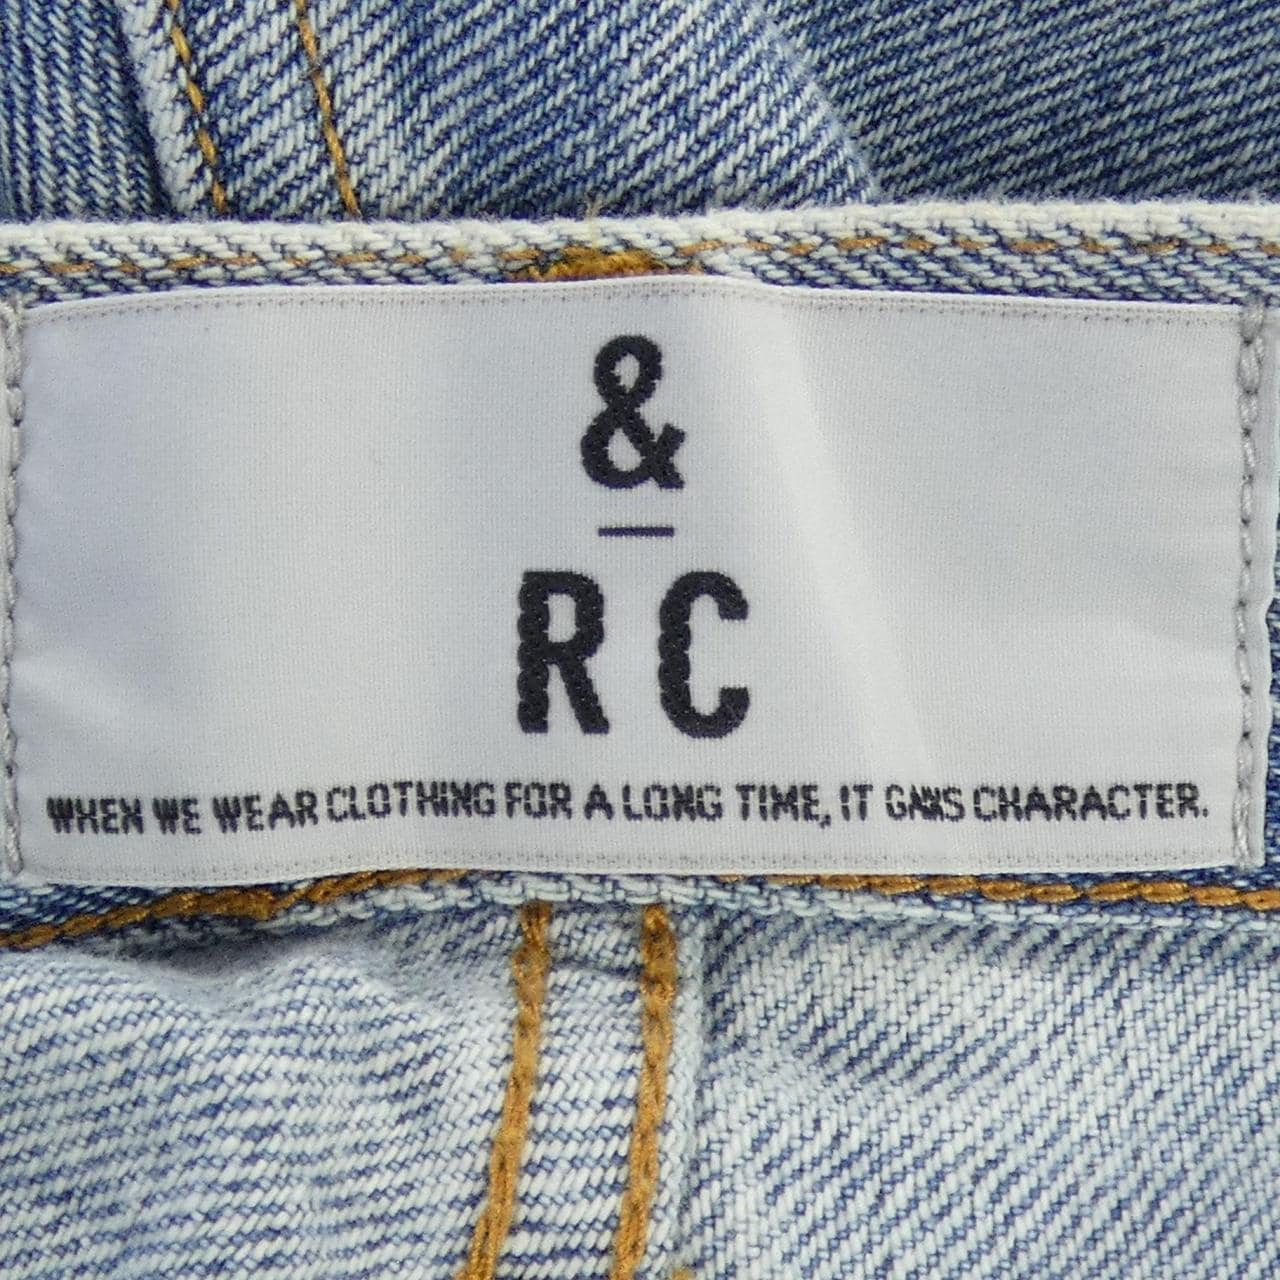 &
RC
WHEN WE WEAR CLOTHING FOR A LONG TIME, IT GAINS CHARACTER.